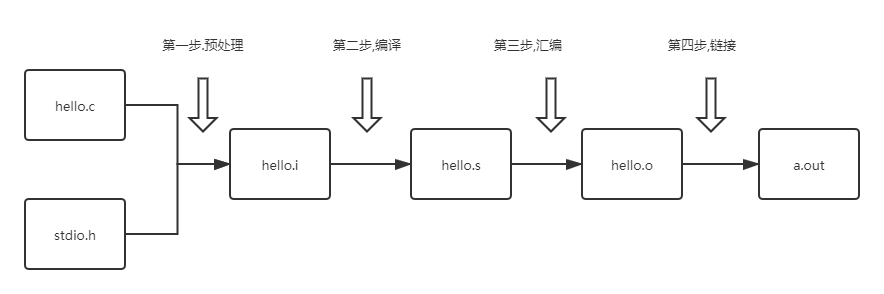 第一步.预处理
第二步,编译
第三步,汇编
第四步,链接
hello.c
hello.i
hello.s
hello.o
a.out
stdio.h